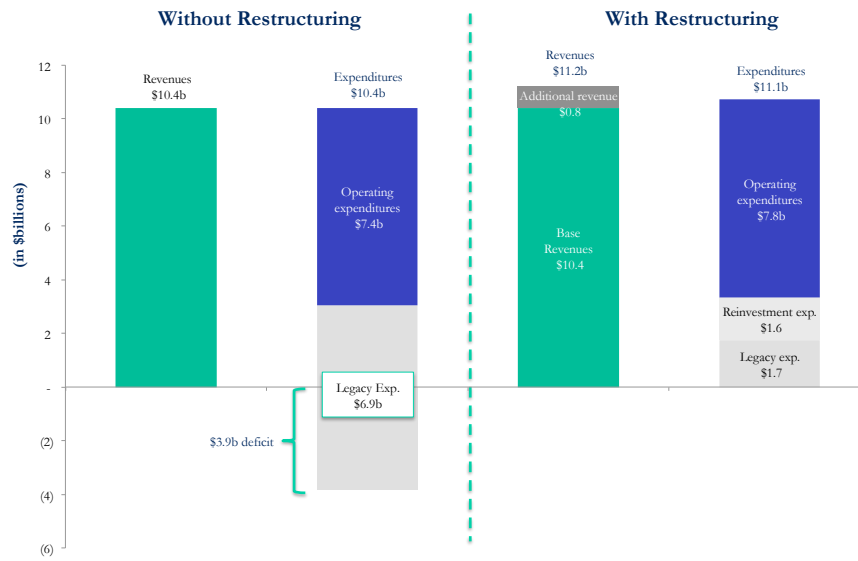 Without Restructuring
With Restructuring
(in $billions)
12
10
8
6
4
2
-
(2)
(4)
(6)
Revenues
$10.4b
Expenditures
$10.4b
Operating
expenditures
$7.4b
Legacy Exp.
$6.9b
$3.9b deficit
Revenues
$11.2b
Additional revenue
$0.8
Base
Revenues
$10.4
Expenditures
$11.1b
Operating
expenditures
$7.8b
Reinvestment exp.
$1.6
Legacy exp.
$1.7